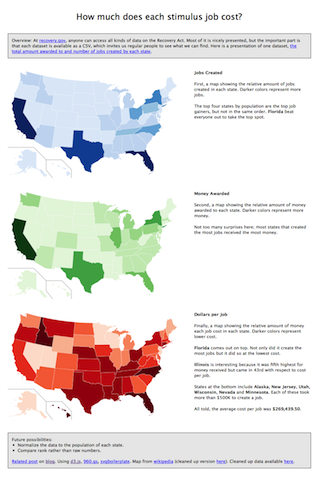 How much does each stimulus job cost?
Overview: At recovery.gov, anyone can access all kinds of data on the Recovery Act. Most of it is nicely presented, but the important part is
that each dataset is available as a CSV, which invites us regular people to see what we can find. Here is a presentation of one dataset, the
total amount awarded to and number of jobs created by each state.
Jobs Created
First, a map showing the relative amount of jobs
created in each state. Darker colors represent more
jobs.
The top four states by population are the top job
gainers, but not in the same order. Florida beat
everyone out to take the top spot.
Money Awarded
Second, a map showing the relative amount of money
awarded to each state. Darker colors represent more
money.
Not too many surprises here, most states that created
the most jobs received the most money.
Dollars per Job
Finally, a map showing the relative amount of money
each job cost in each state. Darker colors represent
lower cost.
Florida comes out on top. Not only did it create the
most jobs but it did so at the lowest cost.
Illinois is interesting because it was fifth highest for
money received but came in 43rd with respect to cost
per job.
States at the bottom include Alaska, New Jersey, Utah,
Wisconsin, Nevada and Minnesota. Each of these took
more than $500K to create a job.
All told, the average cost per job was $269,439.50.
Future possibilities:
• Normalize the data to the population of each state.
• Compare rank rather than raw numbers.
Related post on blog. Using d3.js, 960.gs, svgboilerplate. Map from wikipedia (cleaned up version here). Cleaned up data available here.